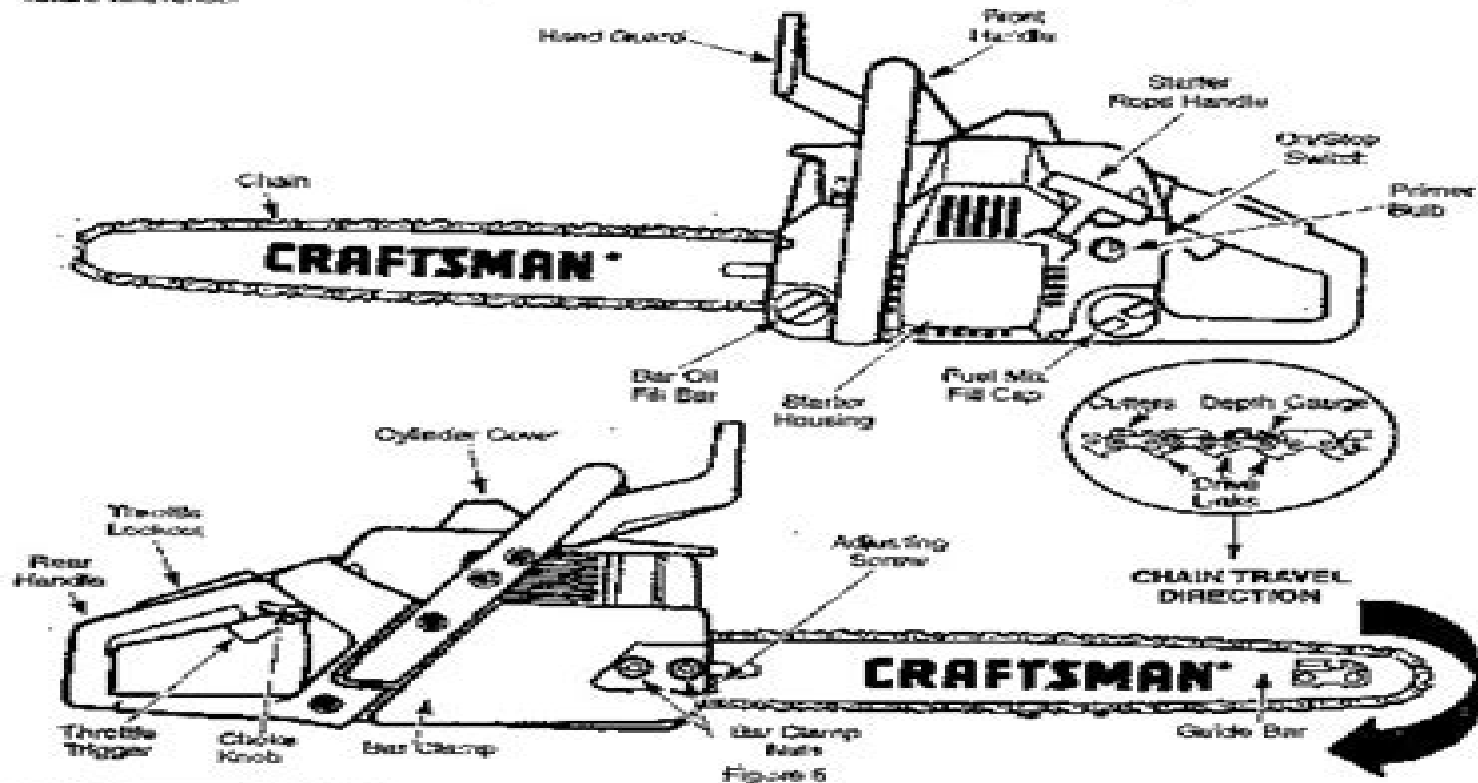 Hand Guard
Front
Handle
Starter
Rope Handle
On/Stop
Switch
Primer
Bulb
Chain
CRAFTSMAN
Bar Oil
Fill
Starter
Housing
Fuel Mix
Fill Cap
Cutters Depth Gauge
Drive
Links
Cylinder Cover
Throttle
Lockout
Rear
Handle
Adjusting
Screw
CHAIN TRAVEL
DIRECTION
CRAFTSMAN
Throttle
Trigger
Choke
Knob
Bar Clamp
Bar Clamp
Nuts
Guide Bar
Figure 6